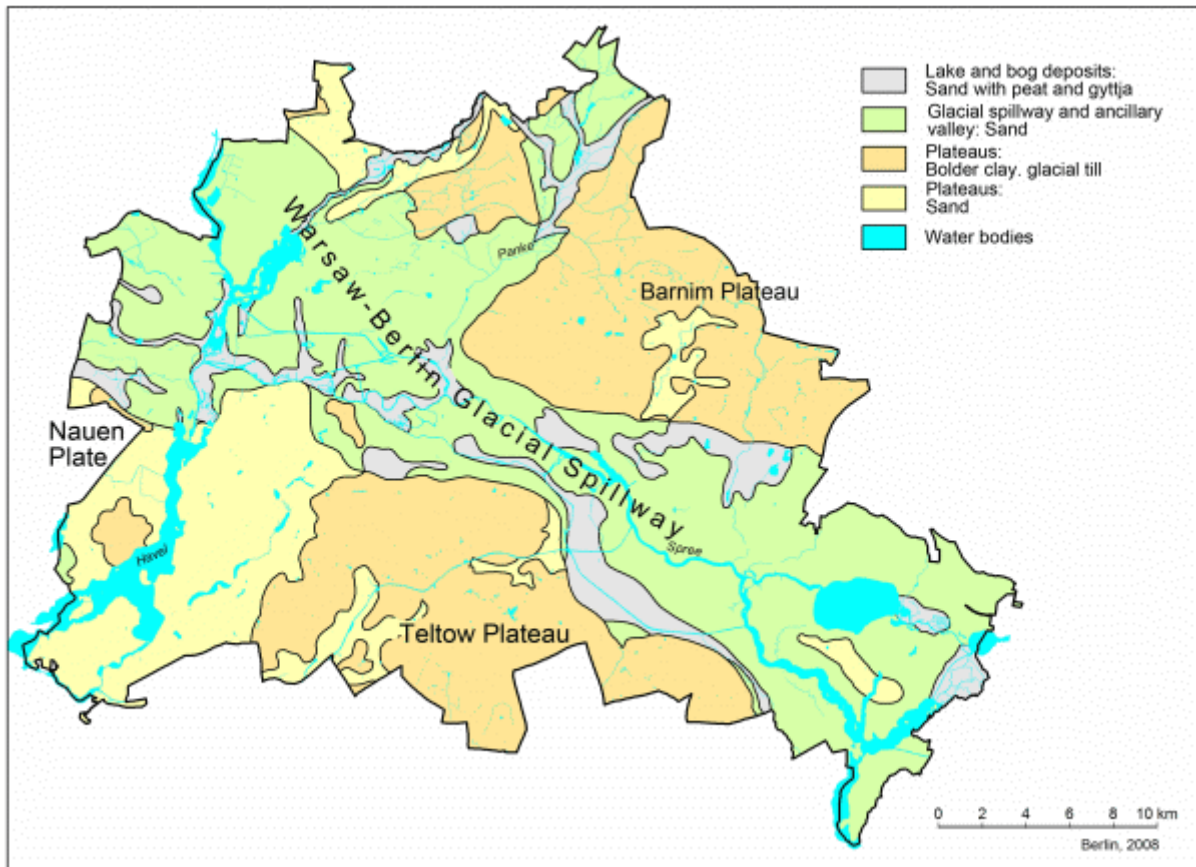 Lake and bog deposits:
Sand with peat and gyttja
Glacial spillway and ancillary
valley: Sand
Plateaus:
Bolder clay. glacial till
Plateaus:
Sand
Water bodies
Warsaw-Berlin Glacial Spillway
Panke
Barnim Plateau
Nauen
Plate
Havel
Spree
Teltow Plateau
0 2 4 6 8 10 km
Berlin, 2008